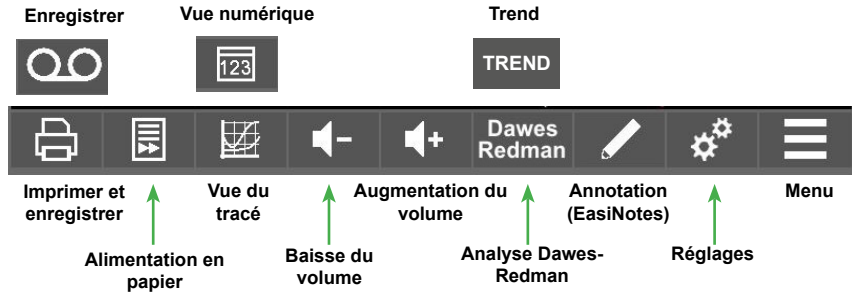 Enregistrer
Vue numérique
Trend
123
TREND
Dawes
Redman
Imprimer et
enregistrer
Vue du
tracé
Augmentation du
volume
Annotation
(EasiNotes)
Menu
Alimentation en
papier
Baisse du
volume
Analyse Dawes-
Redman
Réglages